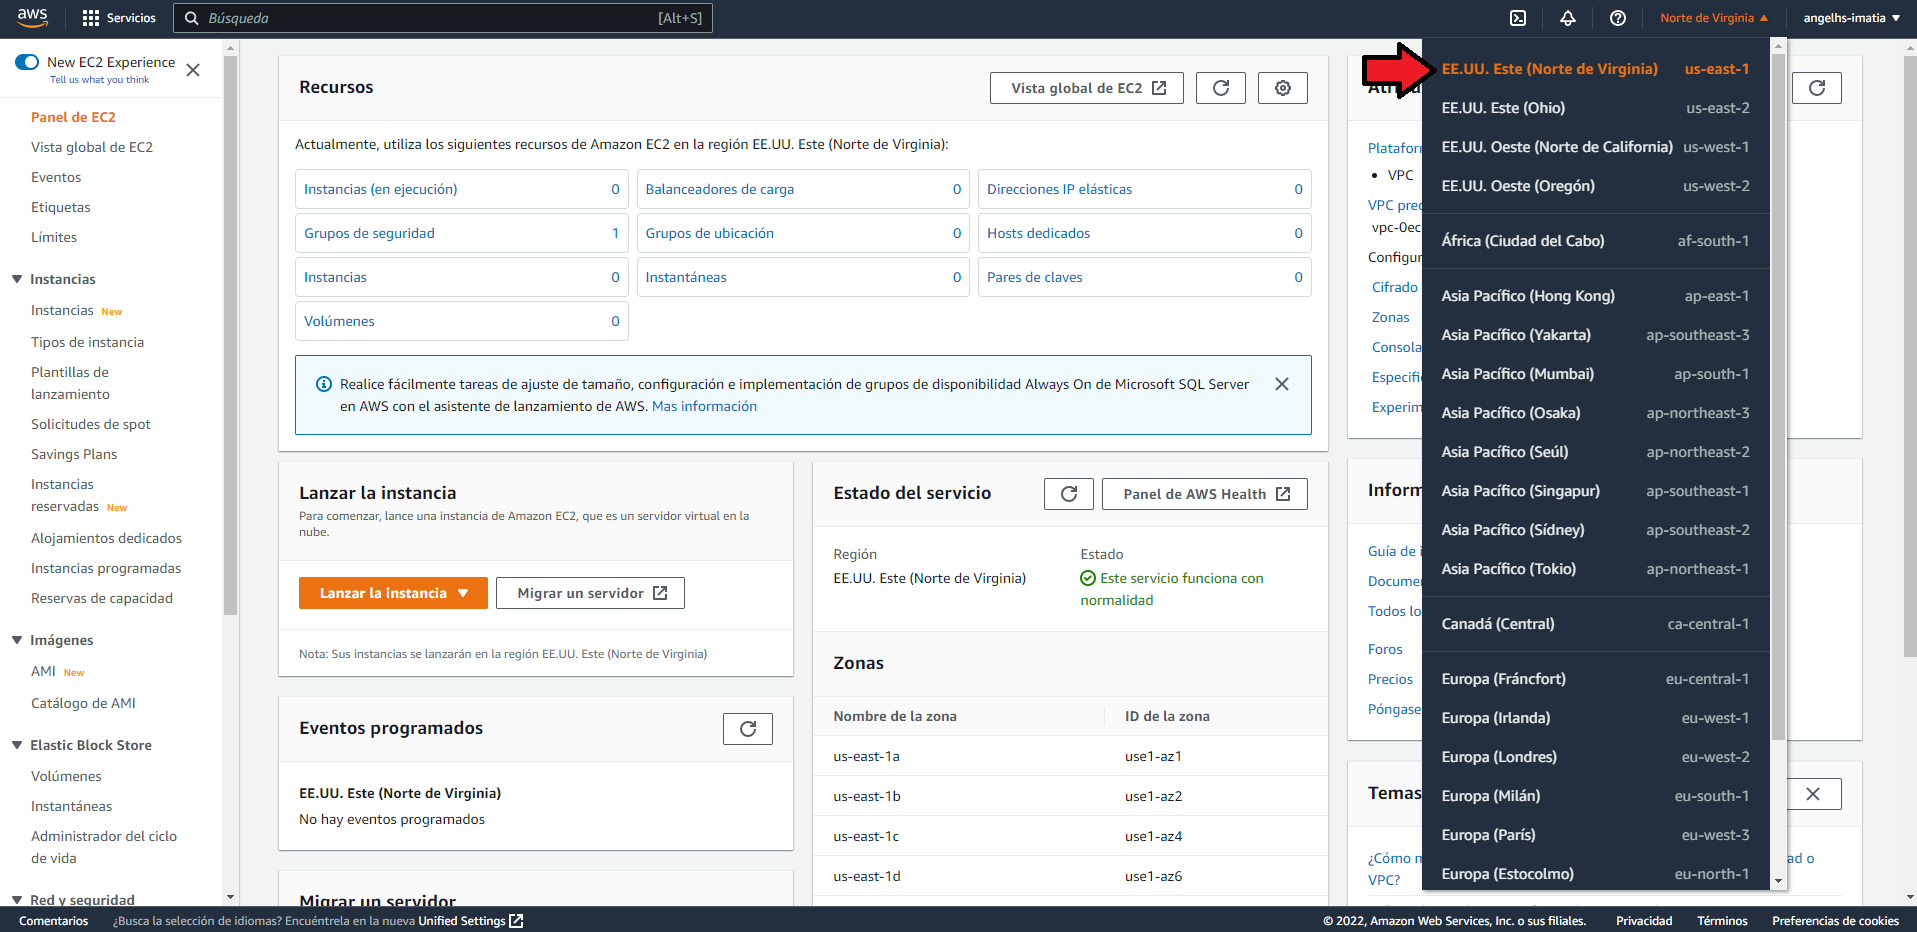 aws
Servicios
Búsqueda
[Alt+S]
Norte de Virginia
angelhs-imatia
New EC2 Experience
Tell us what you think
Panel de EC2
Vista global de EC2
Eventos
Etiquetas
Límites
Instancias
Instancias New
Tipos de instancia
Plantillas de
lanzamiento
Solicitudes de spot
Savings Plans
Instancias
reservadas New
Alojamientos dedicados
Instancias programadas
Reservas de capacidad
Imágenes
AMI New
Catálogo de AMI
Elastic Block Store
Volúmenes
Instantáneas
Administrador del ciclo
de vida
Red y seguridad
Recursos
Vista global de EC2
Actualmente, utiliza los siguientes recursos de Amazon EC2 en la región EE.UU. Este (Norte de Virginia):
Instancias (en ejecución) 0
Balanceadores de carga 0
Direcciones IP elásticas 0
Grupos de seguridad 1
Grupos de ubicación 0
Hosts dedicados 0
Instancias 0
Instantáneas 0
Pares de claves 0
Volúmenes 0
Realice fácilmente tareas de ajuste de tamaño, configuración e implementación de grupos de disponibilidad Always On de Microsoft SQL Server
en AWS con el asistente de lanzamiento de AWS. Mas información
Lanzar la instancia
Para comenzar, lance una instancia de Amazon EC2, que es un servidor virtual en la
nube.
Lanzar la instancia
Migrar un servidor
Nota: Sus instancias se lanzarán en la región EE.UU. Este (Norte de Virginia)
Eventos programados
EE.UU. Este (Norte de Virginia)
No hay eventos programados
Migrar un servidor
Estado del servicio
Panel de AWS Health
Región
EE.UU. Este (Norte de Virginia)
Estado
Este servicio funciona con
normalidad
Zonas
Nombre de la zona
ID de la zona
us-east-1a use1-az1
us-east-1b use1-az2
us-east-1c use1-az4
us-east-1d use1-az6
VPC
vpc-0ec
Cifrado
Zonas
Consola
Guía de
Todos lo
Foros
Precios
Póngase
Temas
¿Cómo
VPC?
ad o
EE.UU. Este (Norte de Virginia) us-east-1
EE.UU. Este (Ohio) us-east-2
EE.UU. Oeste (Norte de California) us-west-1
EE.UU. Oeste (Oregón) us-west-2
África (Ciudad del Cabo) af-south-1
Asia Pacífico (Hong Kong) ap-east-1
Asia Pacífico (Yakarta) ap-southeast-3
Asia Pacífico (Mumbai) ap-south-1
Asia Pacífico (Osaka) ap-northeast-3
Asia Pacífico (Seúl) ap-northeast-2
Asia Pacífico (Singapur) ap-southeast-1
Asia Pacífico (Sídney) ap-southeast-2
Asia Pacífico (Tokio) ap-northeast-1
Canadá (Central) ca-central-1
Europa (Fráncfort) eu-central-1
Europa (Irlanda) eu-west-1
Europa (Londres) eu-west-2
Europa (Milán) eu-south-1
Europa (París) eu-west-3
Europa (Estocolmo) eu-north-1
Comentarios
¿Busca la selección de idiomas? Encuéntrela en la nueva Unified Settings
© 2022, Amazon Web Services, Inc. o sus filiales.
Privacidad
Términos
Preferencias de cookies